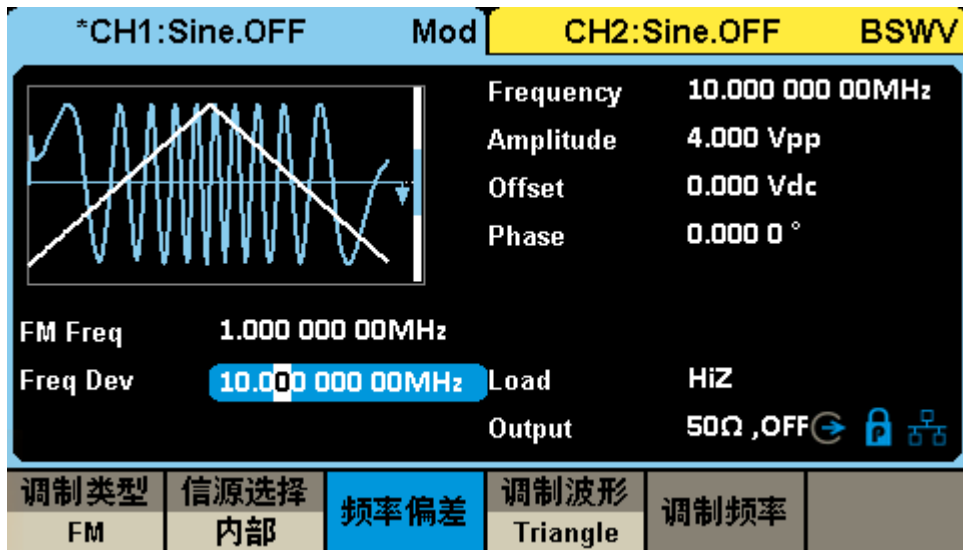 *CH1:Sine.OFF Mod CH2:Sine.OFF BSWV
Frequency 10.000 000 00MHz
Amplitude 4.000 Vpp
Offset 0.000 Vdc
Phase 0.000 0 °
FM Freq 1.000 000 00MHz
Freq Dev 10.000 000 00MHz Load HiZ
Output 50Ω ,OFF P
调制类型 信源选择 频率偏差 调制波形 调制频率
FM 内部 Triangle